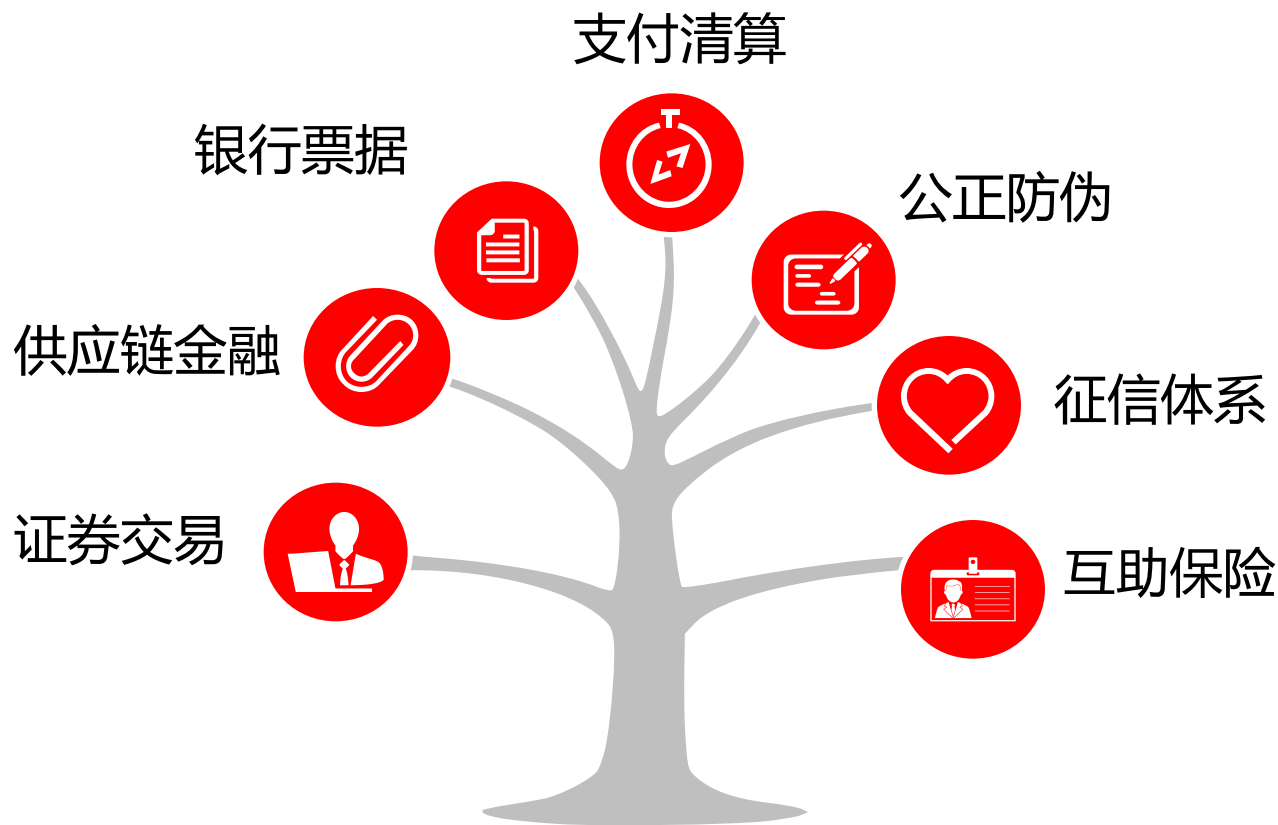 支付清算
银行票据
公正防伪
供应链金融
征信体系
证券交易
互助保险